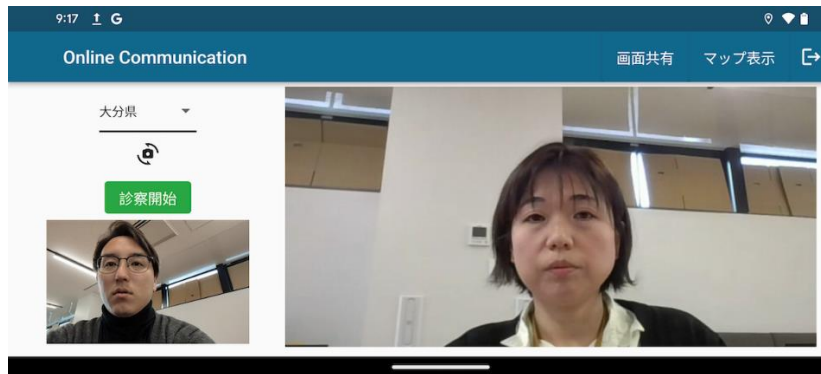 9:17 G
Online Communication
画面共有 マップ表示
大分県
診察開始